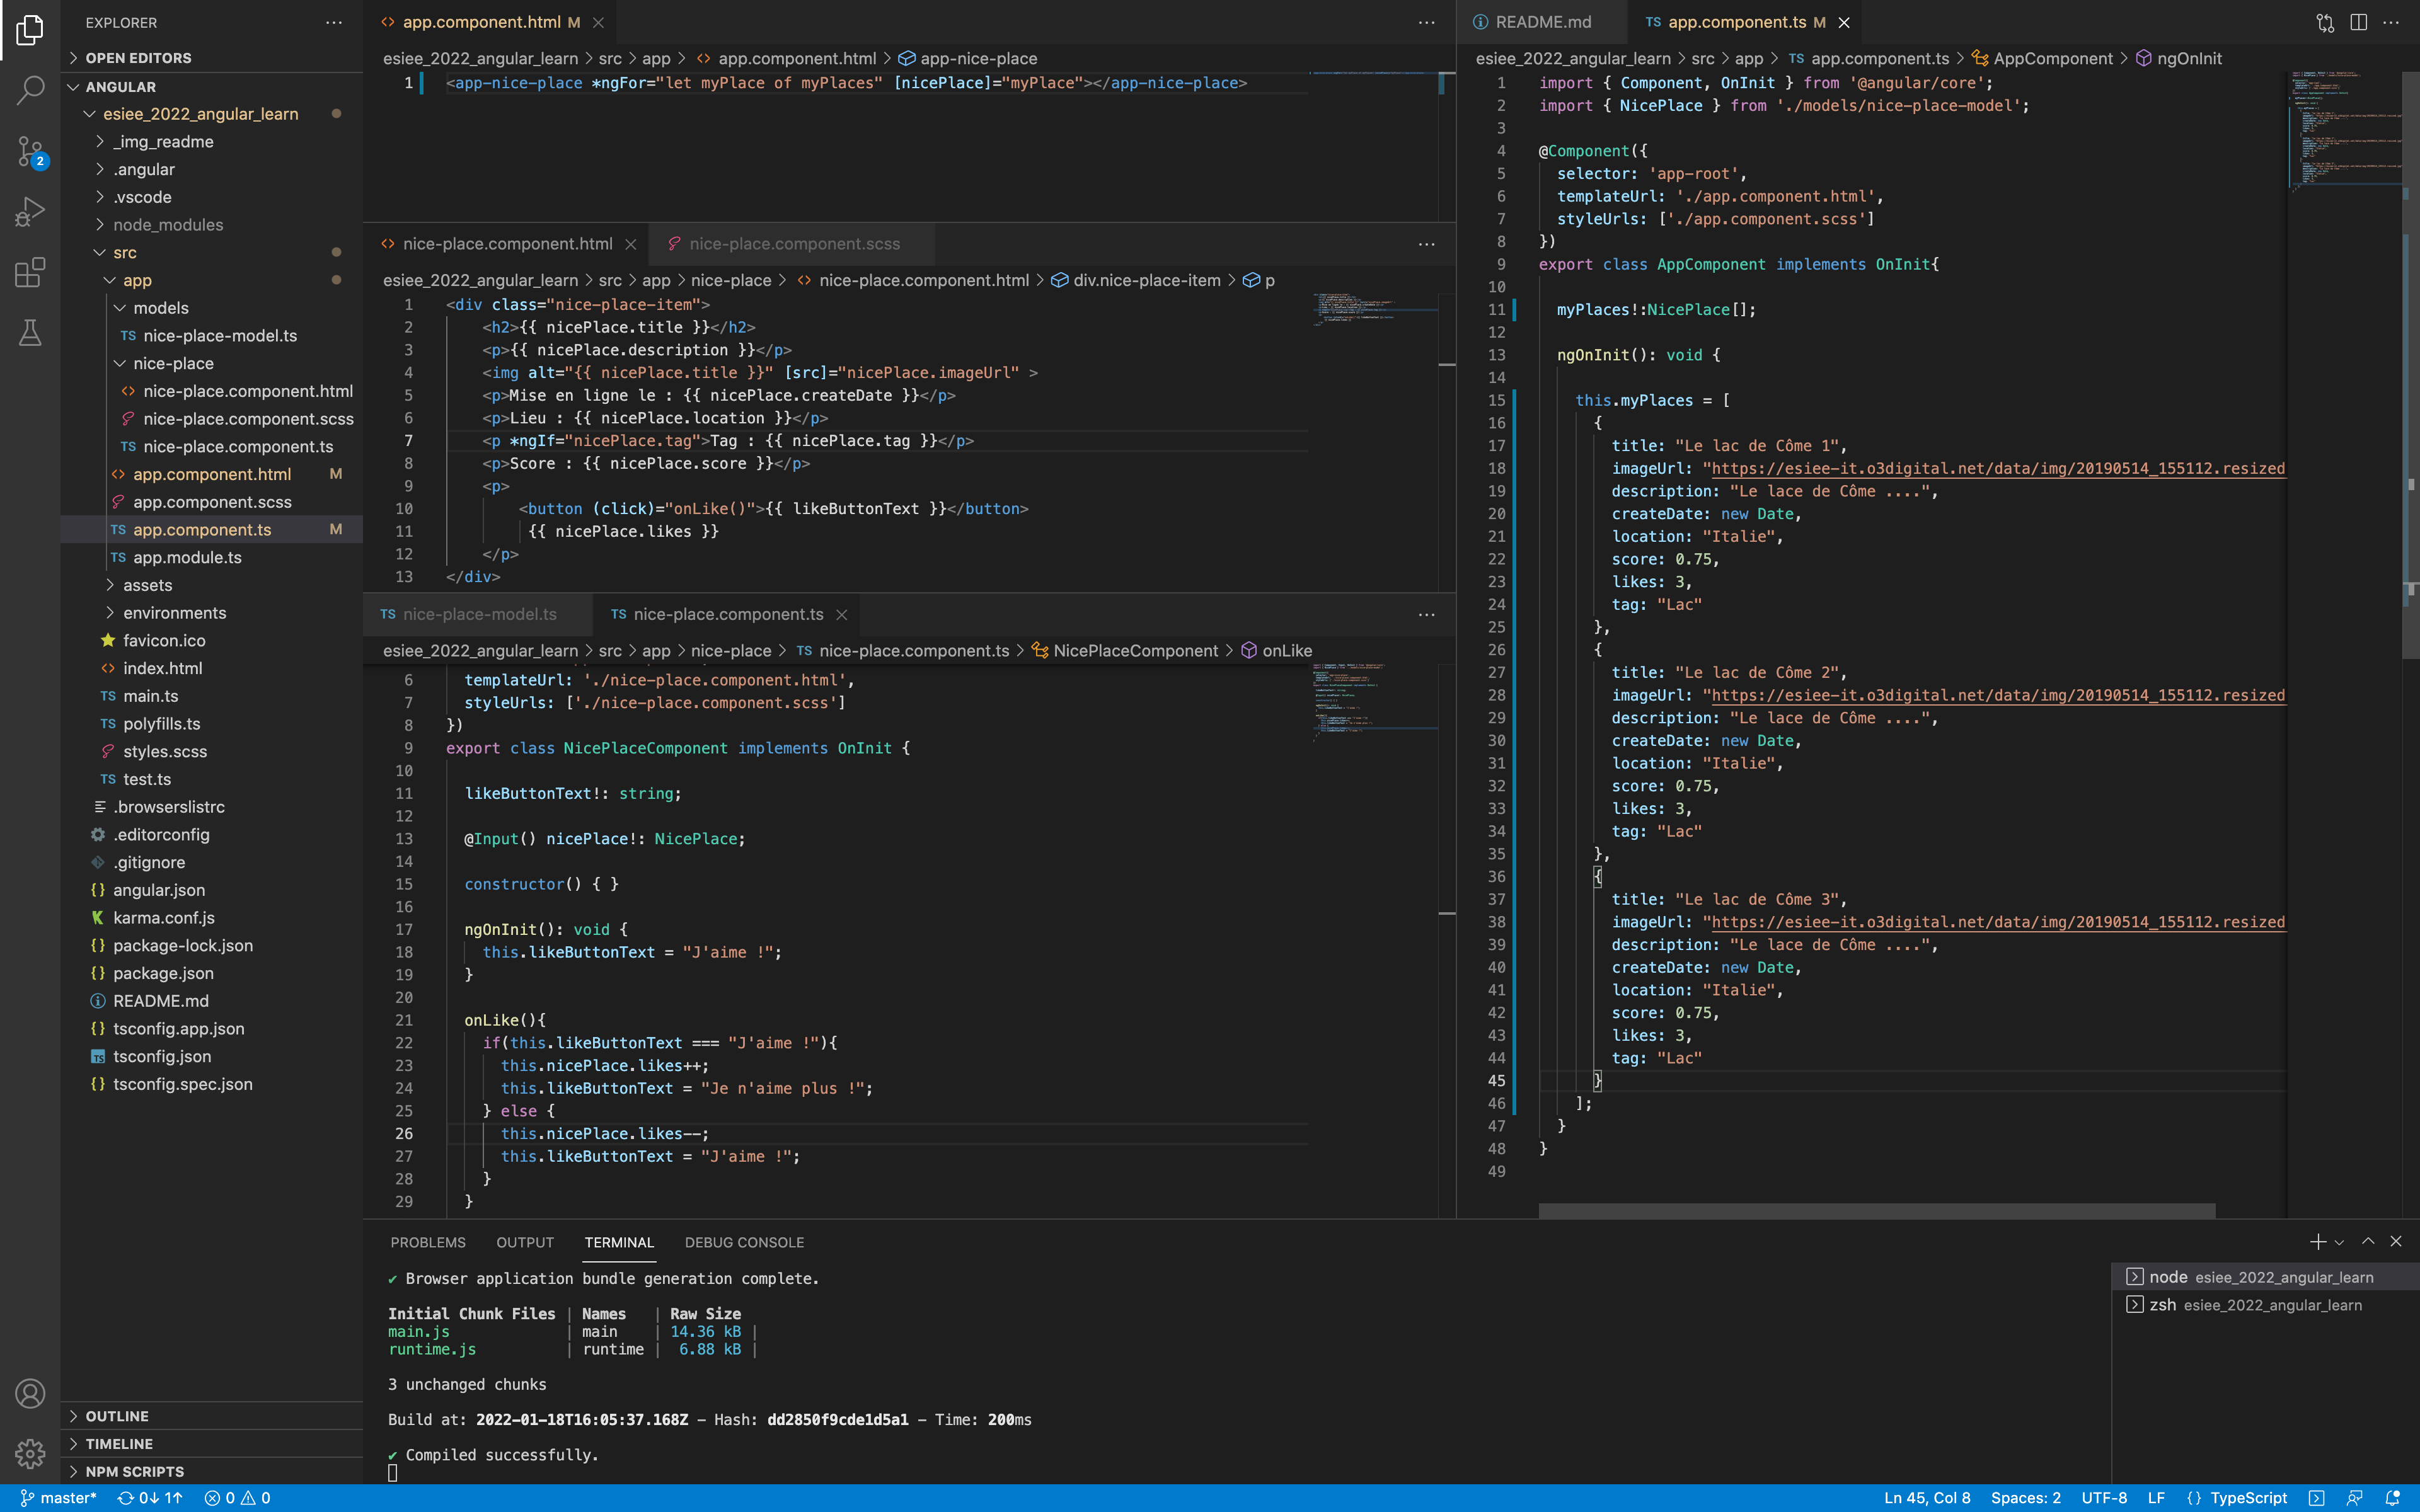 EXPLORER
OPEN EDITORS
ANGULAR
esiee_2022_angular_learn
_img_readme
.angular
.vscode
node_modules
src
app
models
TS nice-place-model.ts
nice-place
<> nice-place.component.html
nice-place.component.scss
TS nice-place.component.ts
<> app.component.html M
app.component.scss
TS app.component.ts M
TS app.module.ts
assets
environments
favicon.ico
<> index.html
TS main.ts
TS polyfills.ts
styles.scss
TS test.ts
.browserslistrc
.editorconfig
.gitignore
{} angular.json
karma.conf.js
{} package-lock.json
{} package.json
README.md
{} tsconfig.app.json
TS tsconfig.json
{} tsconfig.spec.json
OUTLINE
TIMELINE
NPM SCRIPTS
2
<> app.component.html M
esiee_2022_angular_learn > src > app > <> app.component.html > app-nice-place
1 <app-nice-place *ngFor="let myPlace of myPlaces" [nicePlace]="myPlace"></app-nice-place>
<> nice-place.component.html nice-place.component.scss
esiee_2022_angular_learn > src > app > nice-place > <> nice-place.component.html > div.nice-place-item > p
1 <div class="nice-place-item">
2 <h2>{{ nicePlace.title }}</h2>
3 <p>{{ nicePlace.description }}</p>
4 <img alt="{{ nicePlace.title }}" [src]="nicePlace.imageUrl" >
5 <p>Mise en ligne le : {{ nicePlace.createDate }}</p>
6 <p>Lieu : {{ nicePlace.location }}</p>
7 <p *ngIf="nicePlace.tag">Tag : {{ nicePlace.tag }}</p>
8 <p>Score : {{ nicePlace.score }}</p>
9 <p>
10 <button (click)="onLike()">{{ likeButtonText }}</button>
11 {{ nicePlace.likes }}
12 </p>
13 </div>
TS nice-place-model.ts TS nice-place.component.ts
esiee_2022_angular_learn > src > app > nice-place > TS nice-place.component.ts > NicePlaceComponent > onLike
6 templateUrl: './nice-place.component.html',
7 styleUrls: ['./nice-place.component.scss']
8 })
9 export class NicePlaceComponent implements OnInit {
10
11 likeButtonText!: string;
12
13 @Input() nicePlace!: NicePlace;
14
15 constructor() { }
16
17 ngOnInit(): void {
18 this.likeButtonText = "J'aime !";
19 }
20
21 onLike(){
22 if(this.likeButtonText === "J'aime !"){
23 this.nicePlace.likes++;
24 this.likeButtonText = "Je n'aime plus !";
25 } else {
26 this.nicePlace.likes--;
27 this.likeButtonText = "J'aime !";
28 }
29 }
README.md TS app.component.ts M
esiee_2022_angular_learn > src > app > TS app.component.ts > AppComponent > ngOnInit
1 import { Component, OnInit } from '@angular/core';
2 import { NicePlace } from './models/nice-place-model';
3
4 @Component({
5 selector: 'app-root',
6 templateUrl: './app.component.html',
7 styleUrls: ['./app.component.scss']
8 })
9 export class AppComponent implements OnInit{
10
11 myPlaces!:NicePlace[];
12
13 ngOnInit(): void {
14
15 this.myPlaces = [
16 {
17 title: "Le lac de Côme 1",
18 imageUrl: "https://esiee-it.o3digital.net/data/img/20190514_155112.resized
19 description: "Le lace de Côme ....",
20 createDate: new Date,
21 location: "Italie",
22 score: 0.75,
23 likes: 3,
24 tag: "Lac"
25 },
26 {
27 title: "Le lac de Côme 2",
28 imageUrl: "https://esiee-it.o3digital.net/data/img/20190514_155112.resized
29 description: "Le lace de Côme ....",
30 createDate: new Date,
31 location: "Italie",
32 score: 0.75,
33 likes: 3,
34 tag: "Lac"
35 },
36 {
37 title: "Le lac de Côme 3",
38 imageUrl: "https://esiee-it.o3digital.net/data/img/20190514_155112.resized
39 description: "Le lace de Côme ....",
40 createDate: new Date,
41 location: "Italie",
42 score: 0.75,
43 likes: 3,
44 tag: "Lac"
45 }
46 ];
47 }
48 }
49
PROBLEMS OUTPUT TERMINAL DEBUG CONSOLE
✔ Browser application bundle generation complete.
Initial Chunk Files | Names | Raw Size
main.js | main | 14.36 kB |
runtime.js | runtime | 6.88 kB |
3 unchanged chunks
Build at: 2022-01-18T16:05:37.168Z - Hash: dd2850f9cde1d5a1 - Time: 200ms
✔ Compiled successfully.
node esiee_2022_angular_learn
zsh esiee_2022_angular_learn
master* 0↓ 1↑ 0 0
Ln 45, Col 8 Spaces: 2 UTF-8 LF {} TypeScript